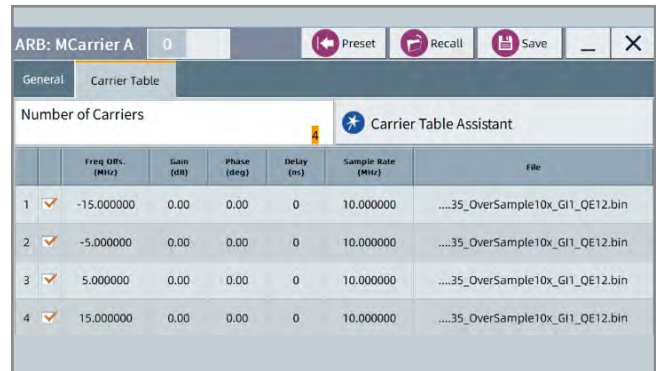 ARB: MCarrier A 0 Preset Recall Save
General Carrier Table
Number of Carriers 4 Carrier Table Assistant
Freq Offs. (MHz) Gain (dB) Phase (deg) Delay (ns) Sample Rate (MHz) File
1 -15.000000 0.00 0.00 0 10.000000 ....35_OverSample10x_GI1_QE12.bin
2 -5.000000 0.00 0.00 0 10.000000 ....35_OverSample10x_GI1_QE12.bin
3 5.000000 0.00 0.00 0 10.000000 ....35_OverSample10x_GI1_QE12.bin
4 15.000000 0.00 0.00 0 10.000000 ....35_OverSample10x_GI1_QE12.bin